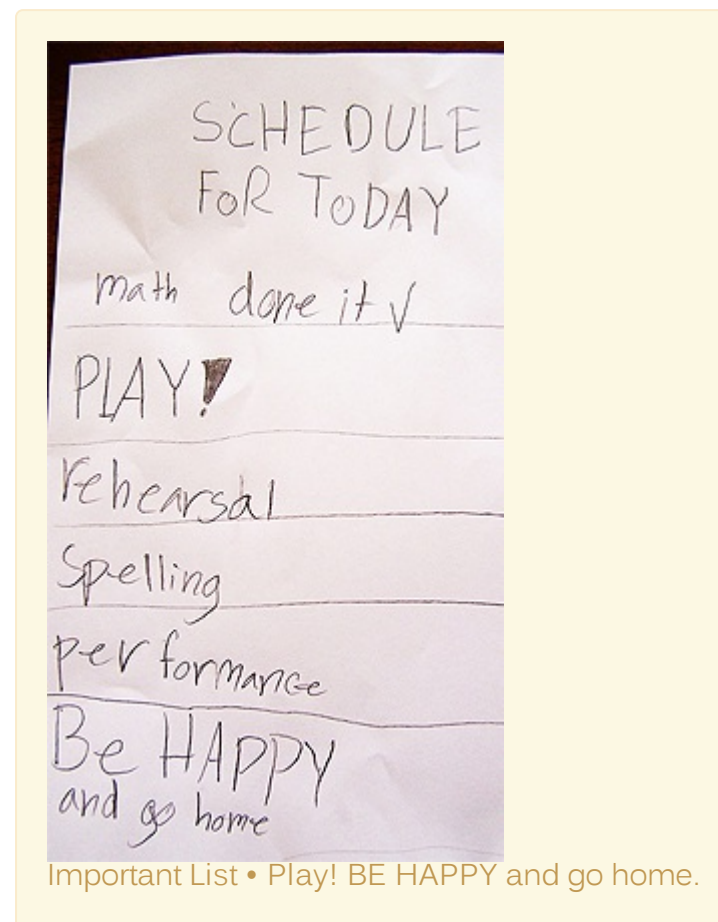 SCHEDULE
FOR TODAY
math done it √
PLAY!
rehearsal
Spelling
performance
Be HAPPY
and go home
Important List • Play! BE HAPPY and go home.